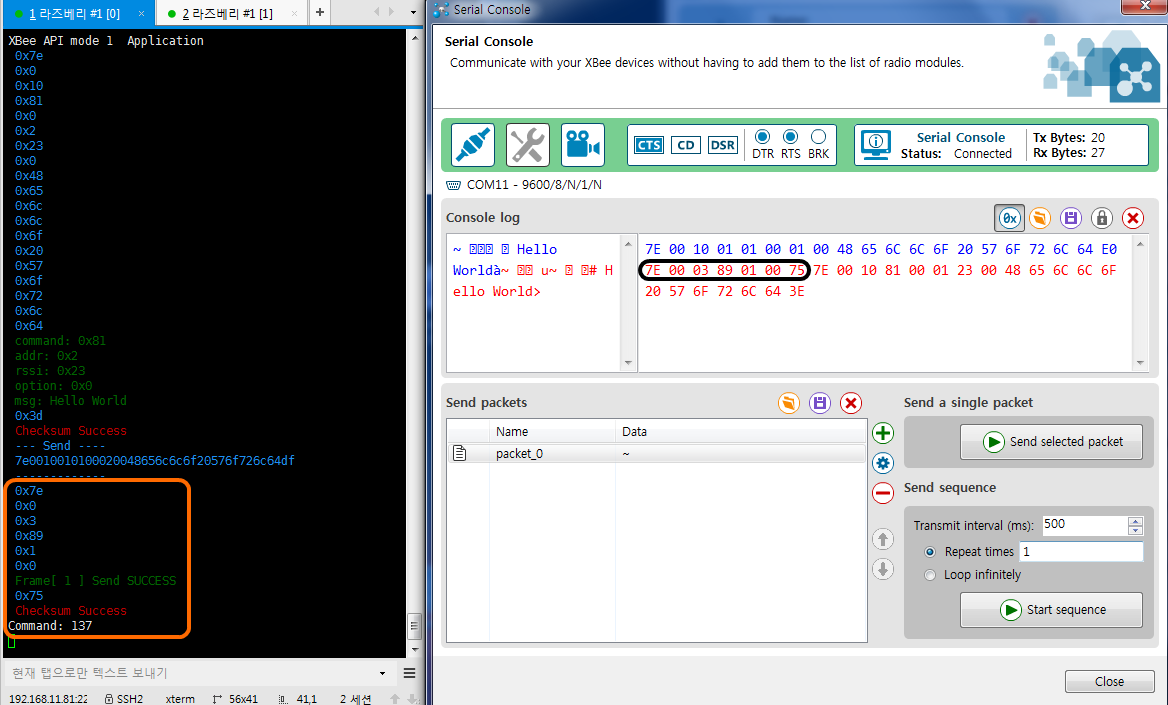 1 라즈베리 #1 [0] ×
2 라즈베리 #1 [1] ×
+
XBee API mode 1  Application
0x7e
0x0
0x10
0x81
0x0
0x2
0x23
0x0
0x48
0x65
0x6c
0x6c
0x6f
0x20
0x57
0x6f
0x72
0x6c
0x64
command: 0x81
addr: 0x2
rssi: 0x23
option: 0x0
msg: Hello World
0x3d
Checksum Success
--- Send ----
7e0010010100020048656c6c6f20576f726c64df
-------------
0x7e
0x0
0x3
0x89
0x1
0x0
Frame[ 1 ] Send SUCCESS
0x75
Checksum Success
Command: 137
현재 탭으로만 텍스트 보내기
192.168.11.81:22 SSH2 xterm 56x41 41,1 2 세션
Serial Console
Serial Console
Communicate with your XBee devices without having to add them to the list of radio modules.
CTS CD DSR
DTR RTS BRK
Serial Console
Status: Connected
Tx Bytes: 20
Rx Bytes: 27
COM11 - 9600/8/N/1/N
Console log
0x
~ Hello
Worldà~ u~ # H
ello World>
7E 00 10 01 01 00 01 00 48 65 6C 6C 6F 20 57 6F 72 6C 64 E0
7E 00 03 89 01 00 75 7E 00 10 81 00 01 23 00 48 65 6C 6C 6F
20 57 6F 72 6C 64 3E
Send packets
Name Data
packet_0 ~
Send a single packet
Send selected packet
Send sequence
Transmit interval (ms): 500
Repeat times 1
Loop infinitely
Start sequence
Close